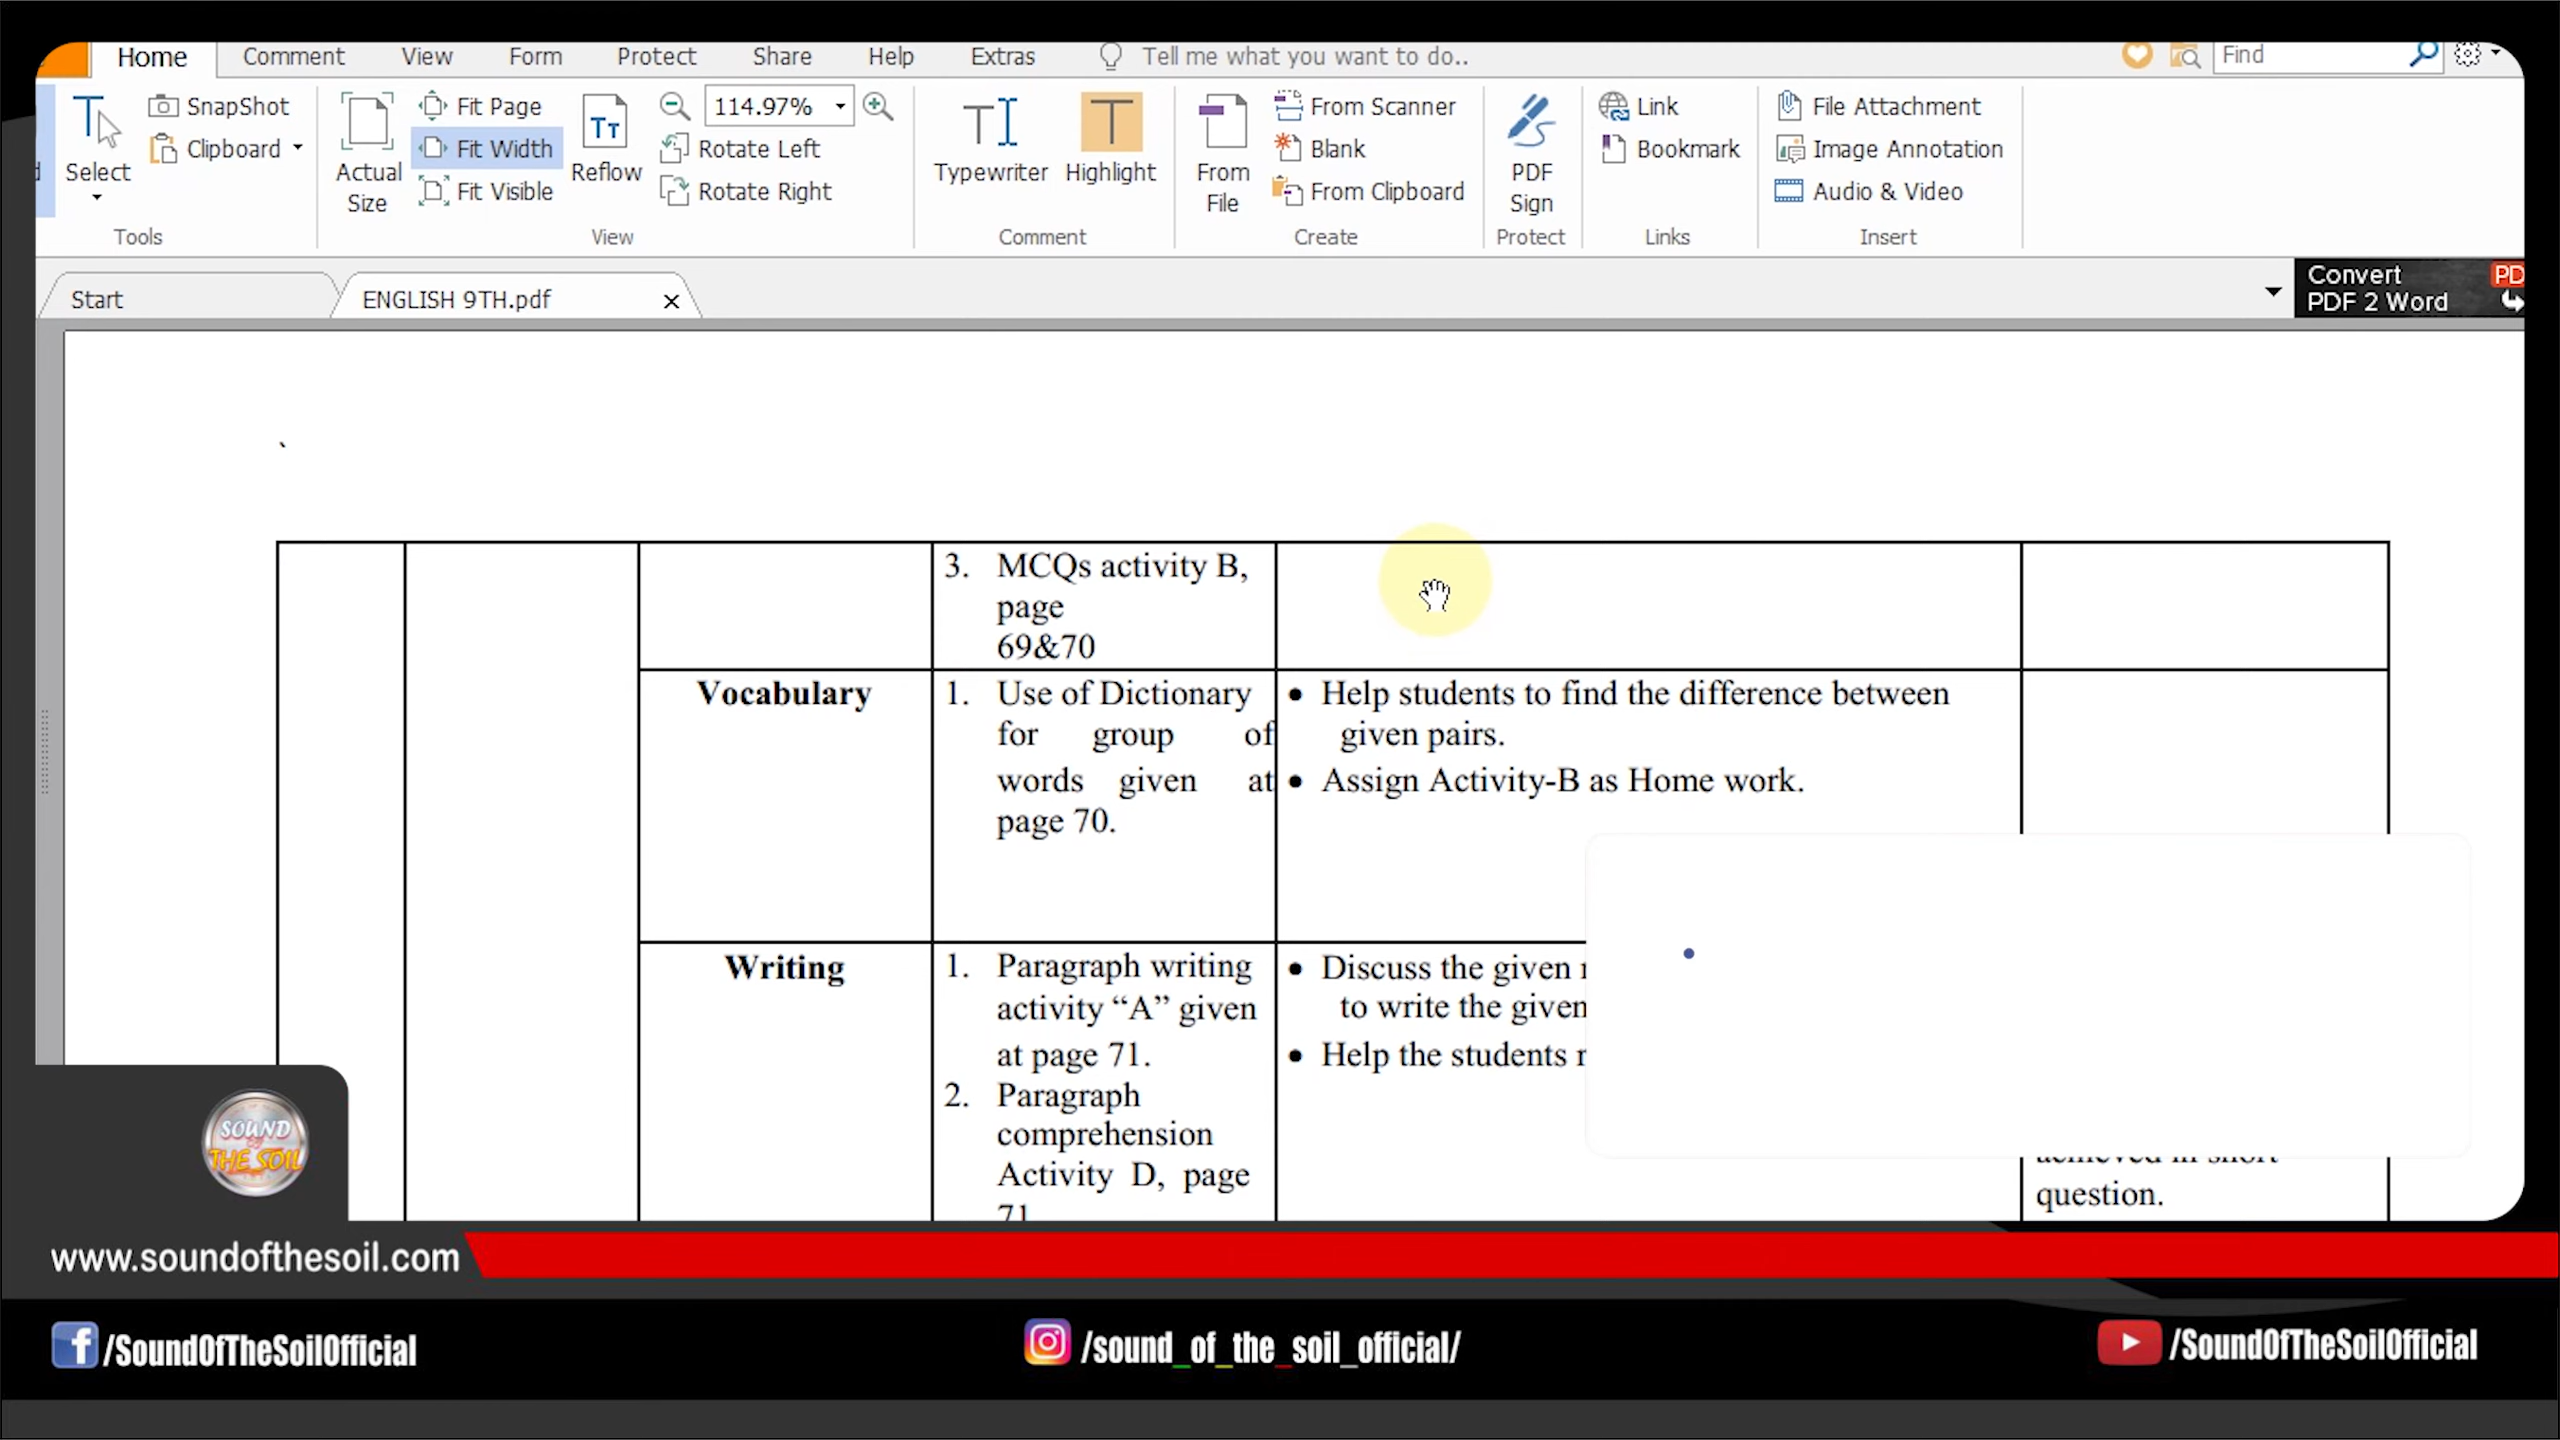 Home Comment View Form Protect Share Help Extras Tell me what you want to do.. Find
Select
SnapShot
Clipboard
Tools
Actual
Size
Fit Page
Fit Width
Fit Visible
Reflow
114.97%
Rotate Left
Rotate Right
View
Typewriter
Highlight
Comment
From
File
From Scanner
Blank
From Clipboard
Create
PDF
Sign
Protect
Link
Bookmark
Links
File Attachment
Image Annotation
Audio & Video
Insert
Start
ENGLISH 9TH.pdf
Convert
PDF 2 Word
3. MCQs activity B,
page
69&70
Vocabulary
1. Use of Dictionary
for group of
words given at
page 70.
• Help students to find the difference between
given pairs.
• Assign Activity-B as Home work.
Writing
1. Paragraph writing
activity “A” given
at page 71.
2. Paragraph
comprehension
Activity D, page
71
• Discuss the given
to write the given
• Help the students
achieved in short
question.
SOUND
OF
THE SOIL
www.soundofthesoil.com
/SoundOfTheSoilOfficial
/sound_of_the_soil_official/
/SoundOfTheSoilOfficial